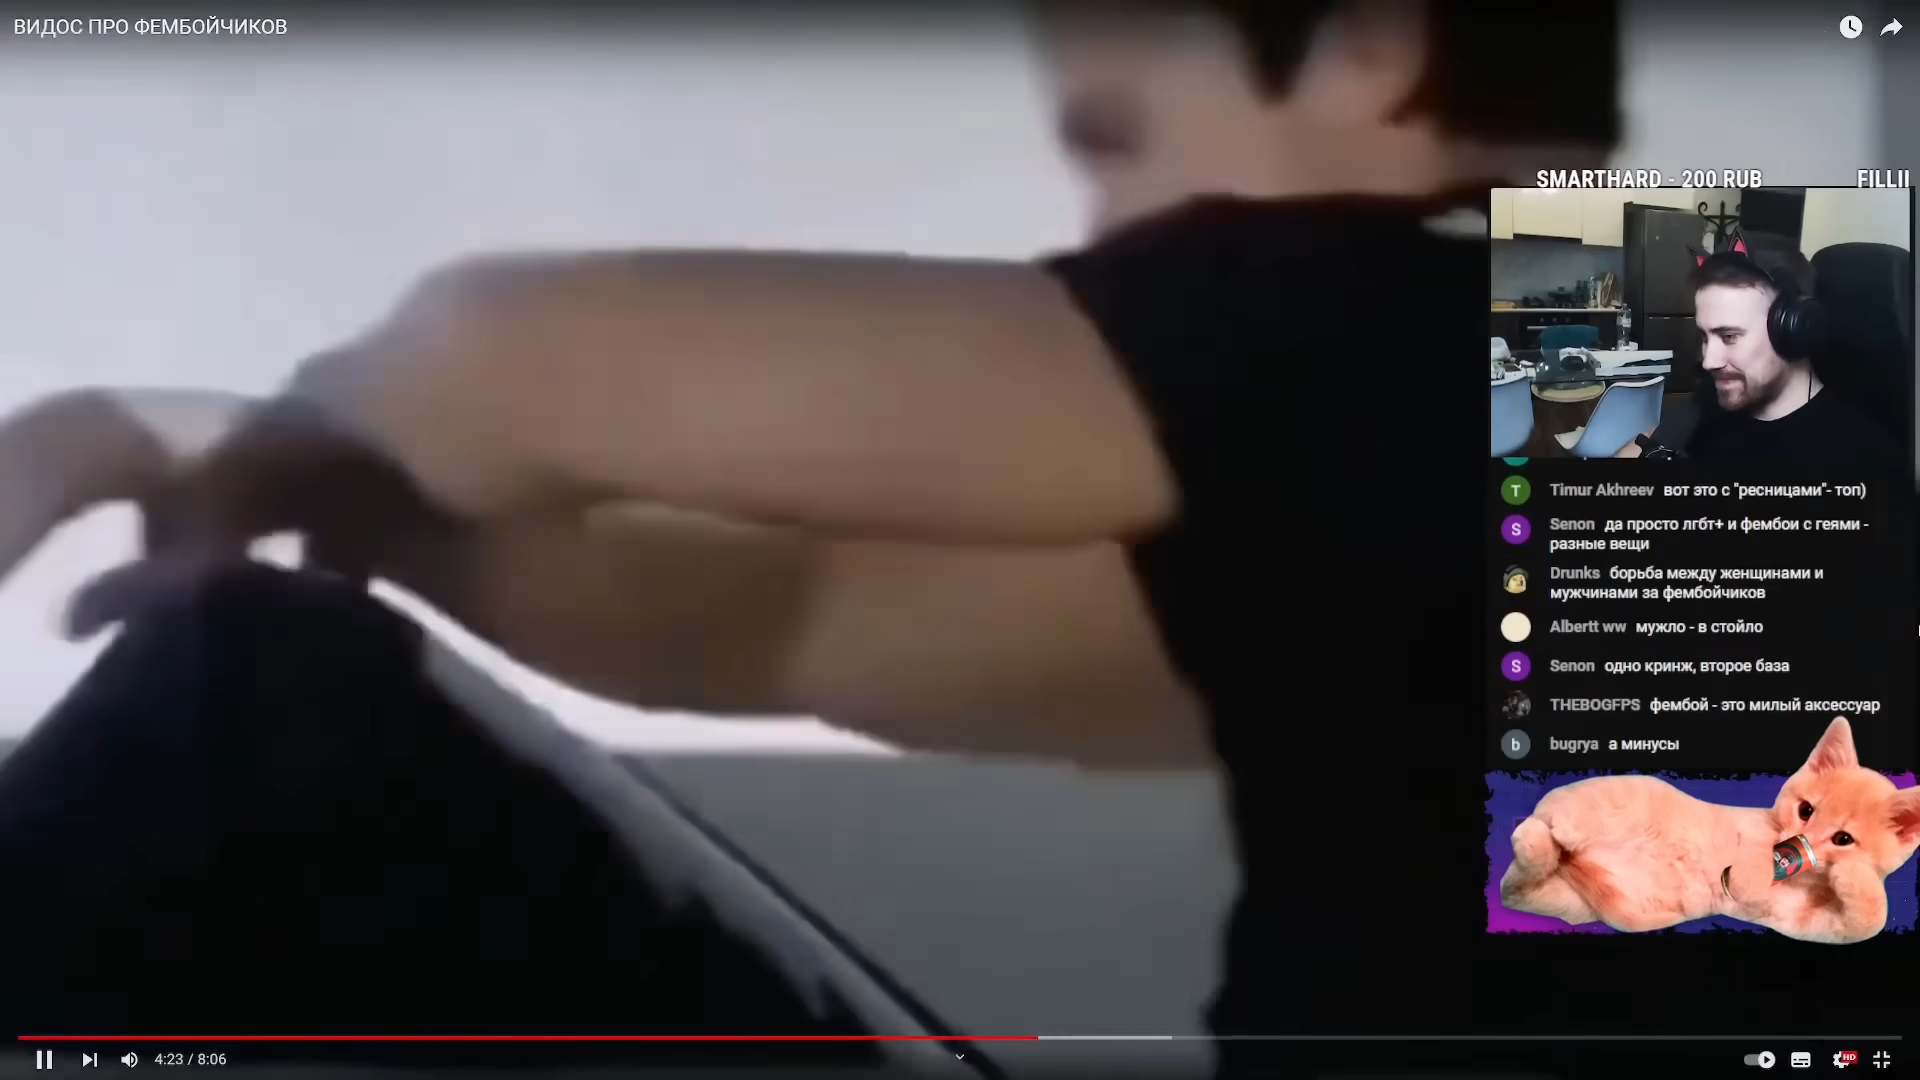 ВИДОС ПРО ФЕМБОЙЧИКОВ
SMARTHARD - 200 RUB FILLII
T Timur Akhreev вот это с "ресницами"- топ)
S Senon да просто лгбт+ и фембои с геями -
разные вещи
Drunks борьба между женщинами и
мужчинами за фембойчиков
Albertt ww мужло - в стойло
S Senon одно кринж, второе база
THEBOGFPS фембой - это милый аксессуар
b bugrya а минусы
4:23 / 8:06
HD